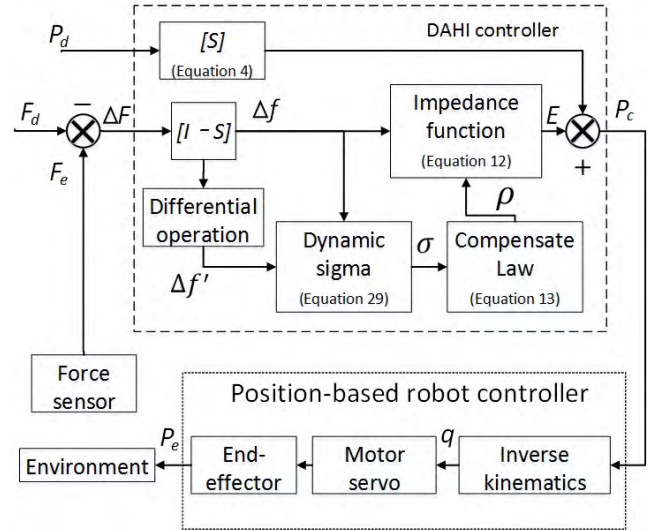 P_d
[S]
(Equation 4)
DAHI controller
F_d
−
ΔF
F_e
[I − S]
Δf
Impedance
function
(Equation 12)
E
P_c
+
Differential
operation
Δf'
Dynamic
sigma
(Equation 29)
σ
ρ
Compensate
Law
(Equation 13)
Force
sensor
Position-based robot controller
Environment
P_e
End-
effector
Motor
servo
q
Inverse
kinematics